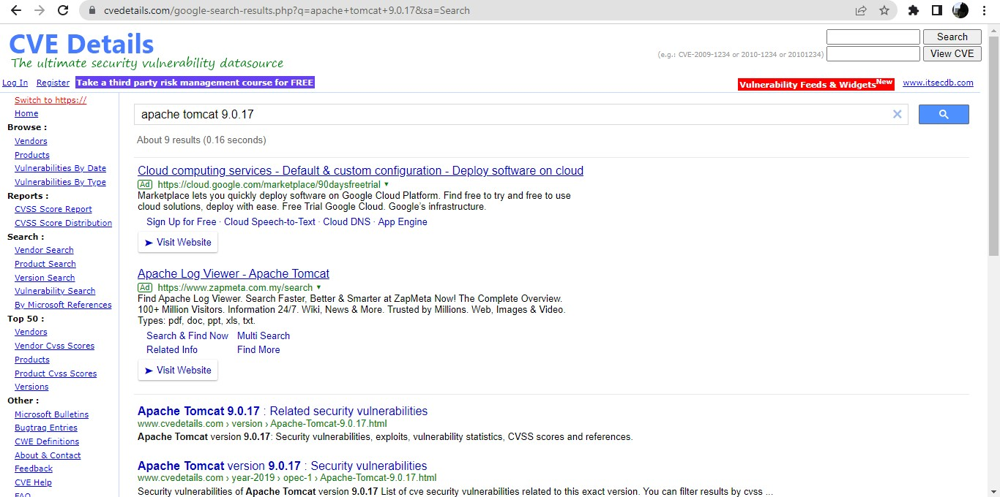 cvedetails.com/google-search-results.php?q=apache+tomcat+9.0.17&sa=Search
CVE Details
The ultimate security vulnerability datasource
Search
(e.g.: CVE-2009-1234 or 2010-1234 or 20101234)
View CVE
Log In Register Take a third party risk management course for FREE
Vulnerability Feeds & Widgets New www.itsecdb.com
Switch to https://
Home
Browse :
Vendors
Products
Vulnerabilities By Date
Vulnerabilities By Type
Reports :
CVSS Score Report
CVSS Score Distribution
Search :
Vendor Search
Product Search
Version Search
Vulnerability Search
By Microsoft References
Top 50 :
Vendors
Vendor Cvss Scores
Products
Product Cvss Scores
Versions
Other :
Microsoft Bulletins
Bugtraq Entries
CWE Definitions
About & Contact
Feedback
CVE Help
FAQ
apache tomcat 9.0.17
About 9 results (0.16 seconds)
Cloud computing services - Default & custom configuration - Deploy software on cloud
Ad https://cloud.google.com/marketplace/90daysfreetrial
Marketplace lets you quickly deploy software on Google Cloud Platform. Find free to try and free to use
cloud solutions, deploy with ease. Free Trial Google Cloud. Google's infrastructure.
Sign Up for Free · Cloud Speech-to-Text · Cloud DNS · App Engine
Visit Website
Apache Log Viewer - Apache Tomcat
Ad https://www.zapmeta.com.my/search
Find Apache Log Viewer. Search Faster, Better & Smarter at ZapMeta Now! The Complete Overview.
100+ Million Visitors. Information 24/7. Wiki, News & More. Trusted by Millions. Web, Images & Video.
Types: pdf, doc, ppt, xls, txt.
Search & Find Now Multi Search
Related Info Find More
Visit Website
Apache Tomcat 9.0.17 : Related security vulnerabilities
www.cvedetails.com › version › Apache-Tomcat-9.0.17.html
Apache Tomcat version 9.0.17: Security vulnerabilities, exploits, vulnerability statistics, CVSS scores and references.
Apache Tomcat version 9.0.17 : Security vulnerabilities
www.cvedetails.com › year-2019 › opec-1 › Apache-Tomcat-9.0.17.html
Security vulnerabilities of Apache Tomcat version 9.0.17 List of cve security vulnerabilities related to this exact version. You can filter results by cvss ...